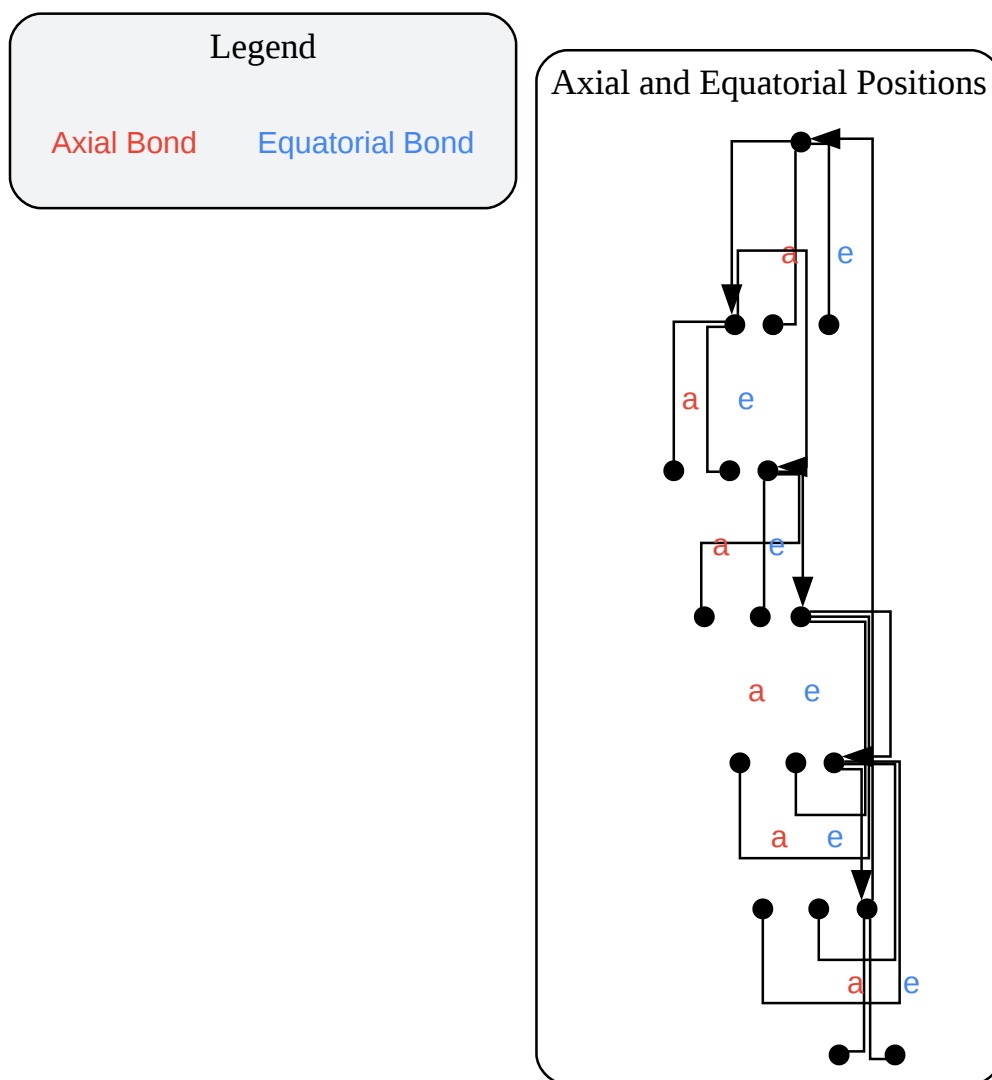 Legend
Axial Bond
Equatorial Bond
Axial and Equatorial Positions
a e
a e
a e
a e
a e
a e